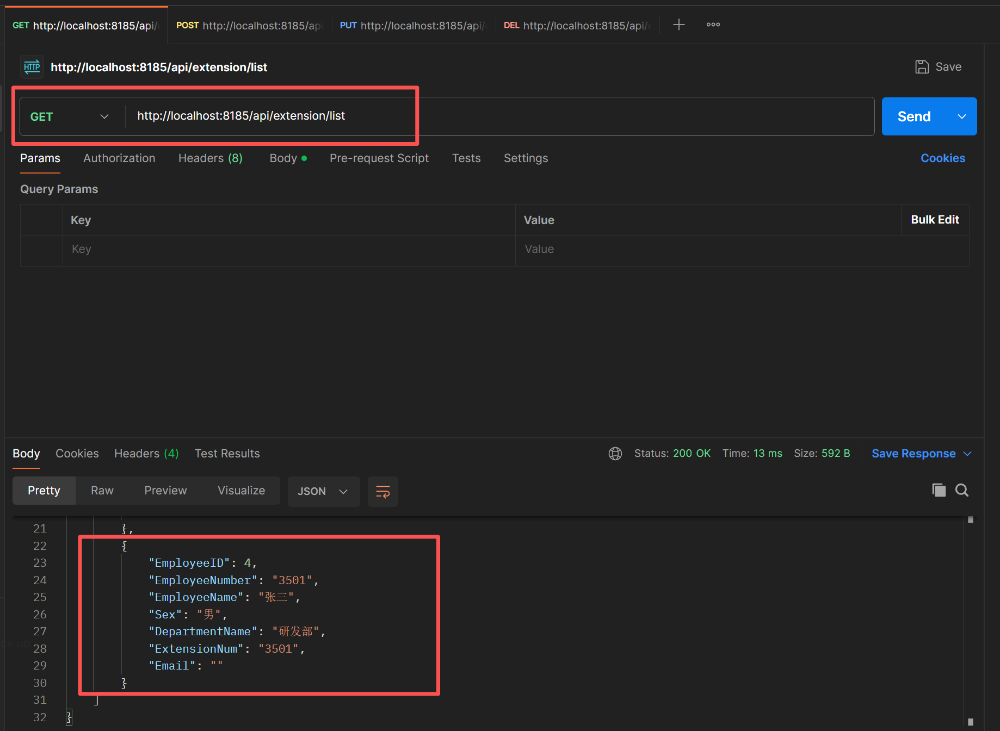 GET http://localhost:8185/api/ POST http://localhost:8185/api PUT http://localhost:8185/api/ DEL http://localhost:8185/api/
HTTP http://localhost:8185/api/extension/list Save
GET http://localhost:8185/api/extension/list Send
Params Authorization Headers (8) Body Pre-request Script Tests Settings Cookies
Query Params
Key Value Bulk Edit
Key Value
Body Cookies Headers (4) Test Results Status: 200 OK Time: 13 ms Size: 592 B Save Response
Pretty Raw Preview Visualize JSON
21 },
22 {
23 "EmployeeID": 4,
24 "EmployeeNumber": "3501",
25 "EmployeeName": "张三",
26 "Sex": "男",
27 "DepartmentName": "研发部",
28 "ExtensionNum": "3501",
29 "Email": ""
30 }
31 ]
32 }